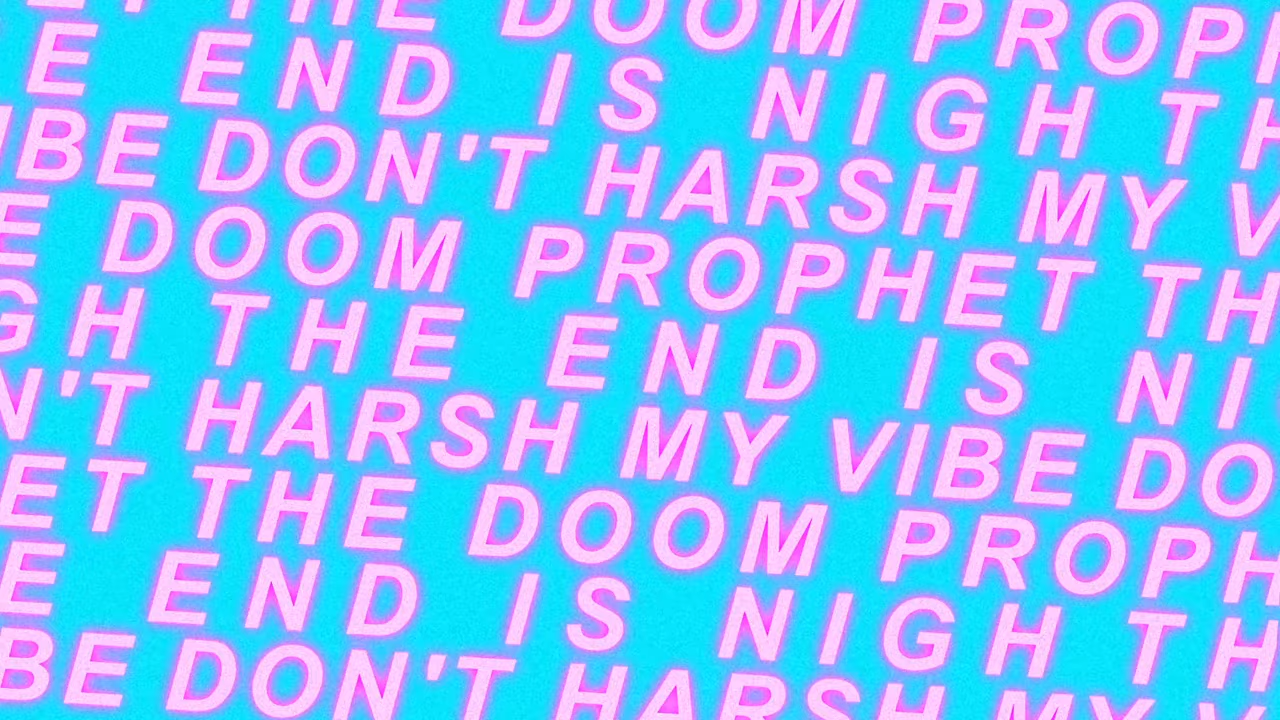 THE DOOM PROPH
E END IS NIGH TH
IBE DON'T HARSH MY V
E DOOM PROPHET TH
GH THE END IS NI
N'T HARSH MY VIBE DO
ET THE DOOM PROPH
E END IS NIGH TH
BE DON'T HARSH MY V